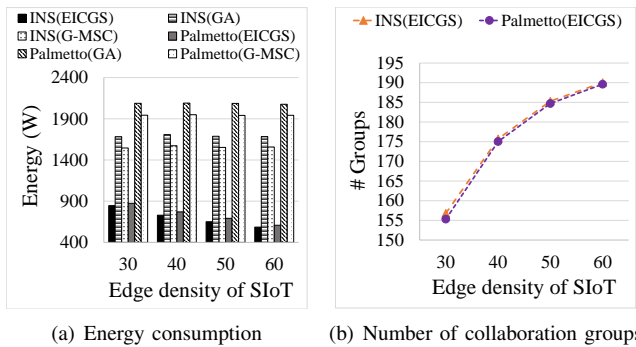 INS(EICGS) INS(GA)
INS(G-MSC) Palmetto(EICGS)
Palmetto(GA) Palmetto(G-MSC)
Energy (W)
2400
1900
1400
900
400
30 40 50 60
Edge density of SIoT
(a) Energy consumption
INS(EICGS) Palmetto(EICGS)
# Groups
195
190
185
180
175
170
165
160
155
150
30 40 50 60
Edge density of SIoT
(b) Number of collaboration groups